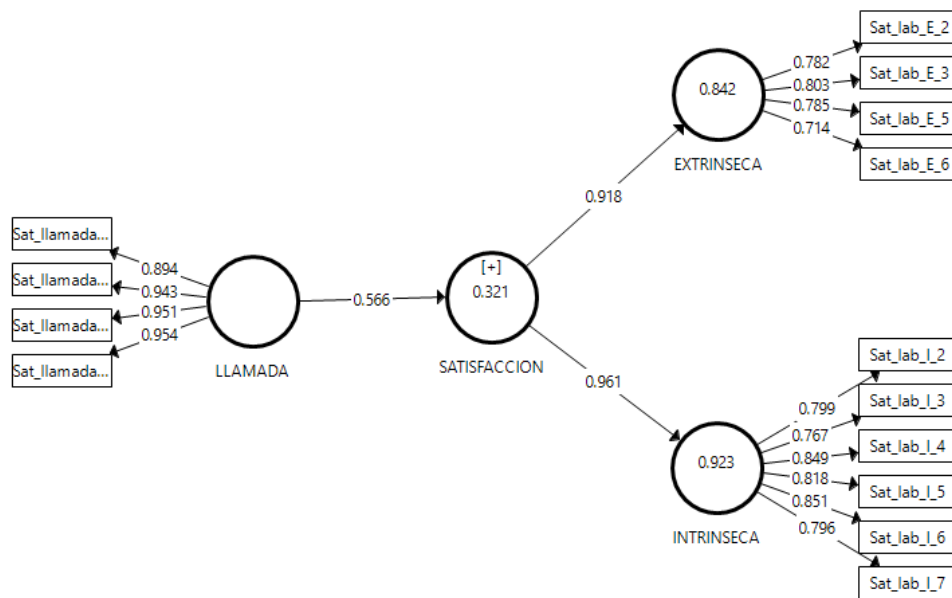 Sat_llamada...
Sat_llamada...
Sat_llamada...
Sat_llamada...
0.894
0.943
0.951
0.954
LLAMADA
0.566
[+]
0.321
SATISFACCION
0.918
0.961
0.842
EXTRINSECA
0.782
0.803
0.785
0.714
Sat_lab_E_2
Sat_lab_E_3
Sat_lab_E_5
Sat_lab_E_6
0.923
INTRINSECA
0.799
0.767
0.849
0.818
0.851
0.796
Sat_lab_I_2
Sat_lab_I_3
Sat_lab_I_4
Sat_lab_I_5
Sat_lab_I_6
Sat_lab_I_7